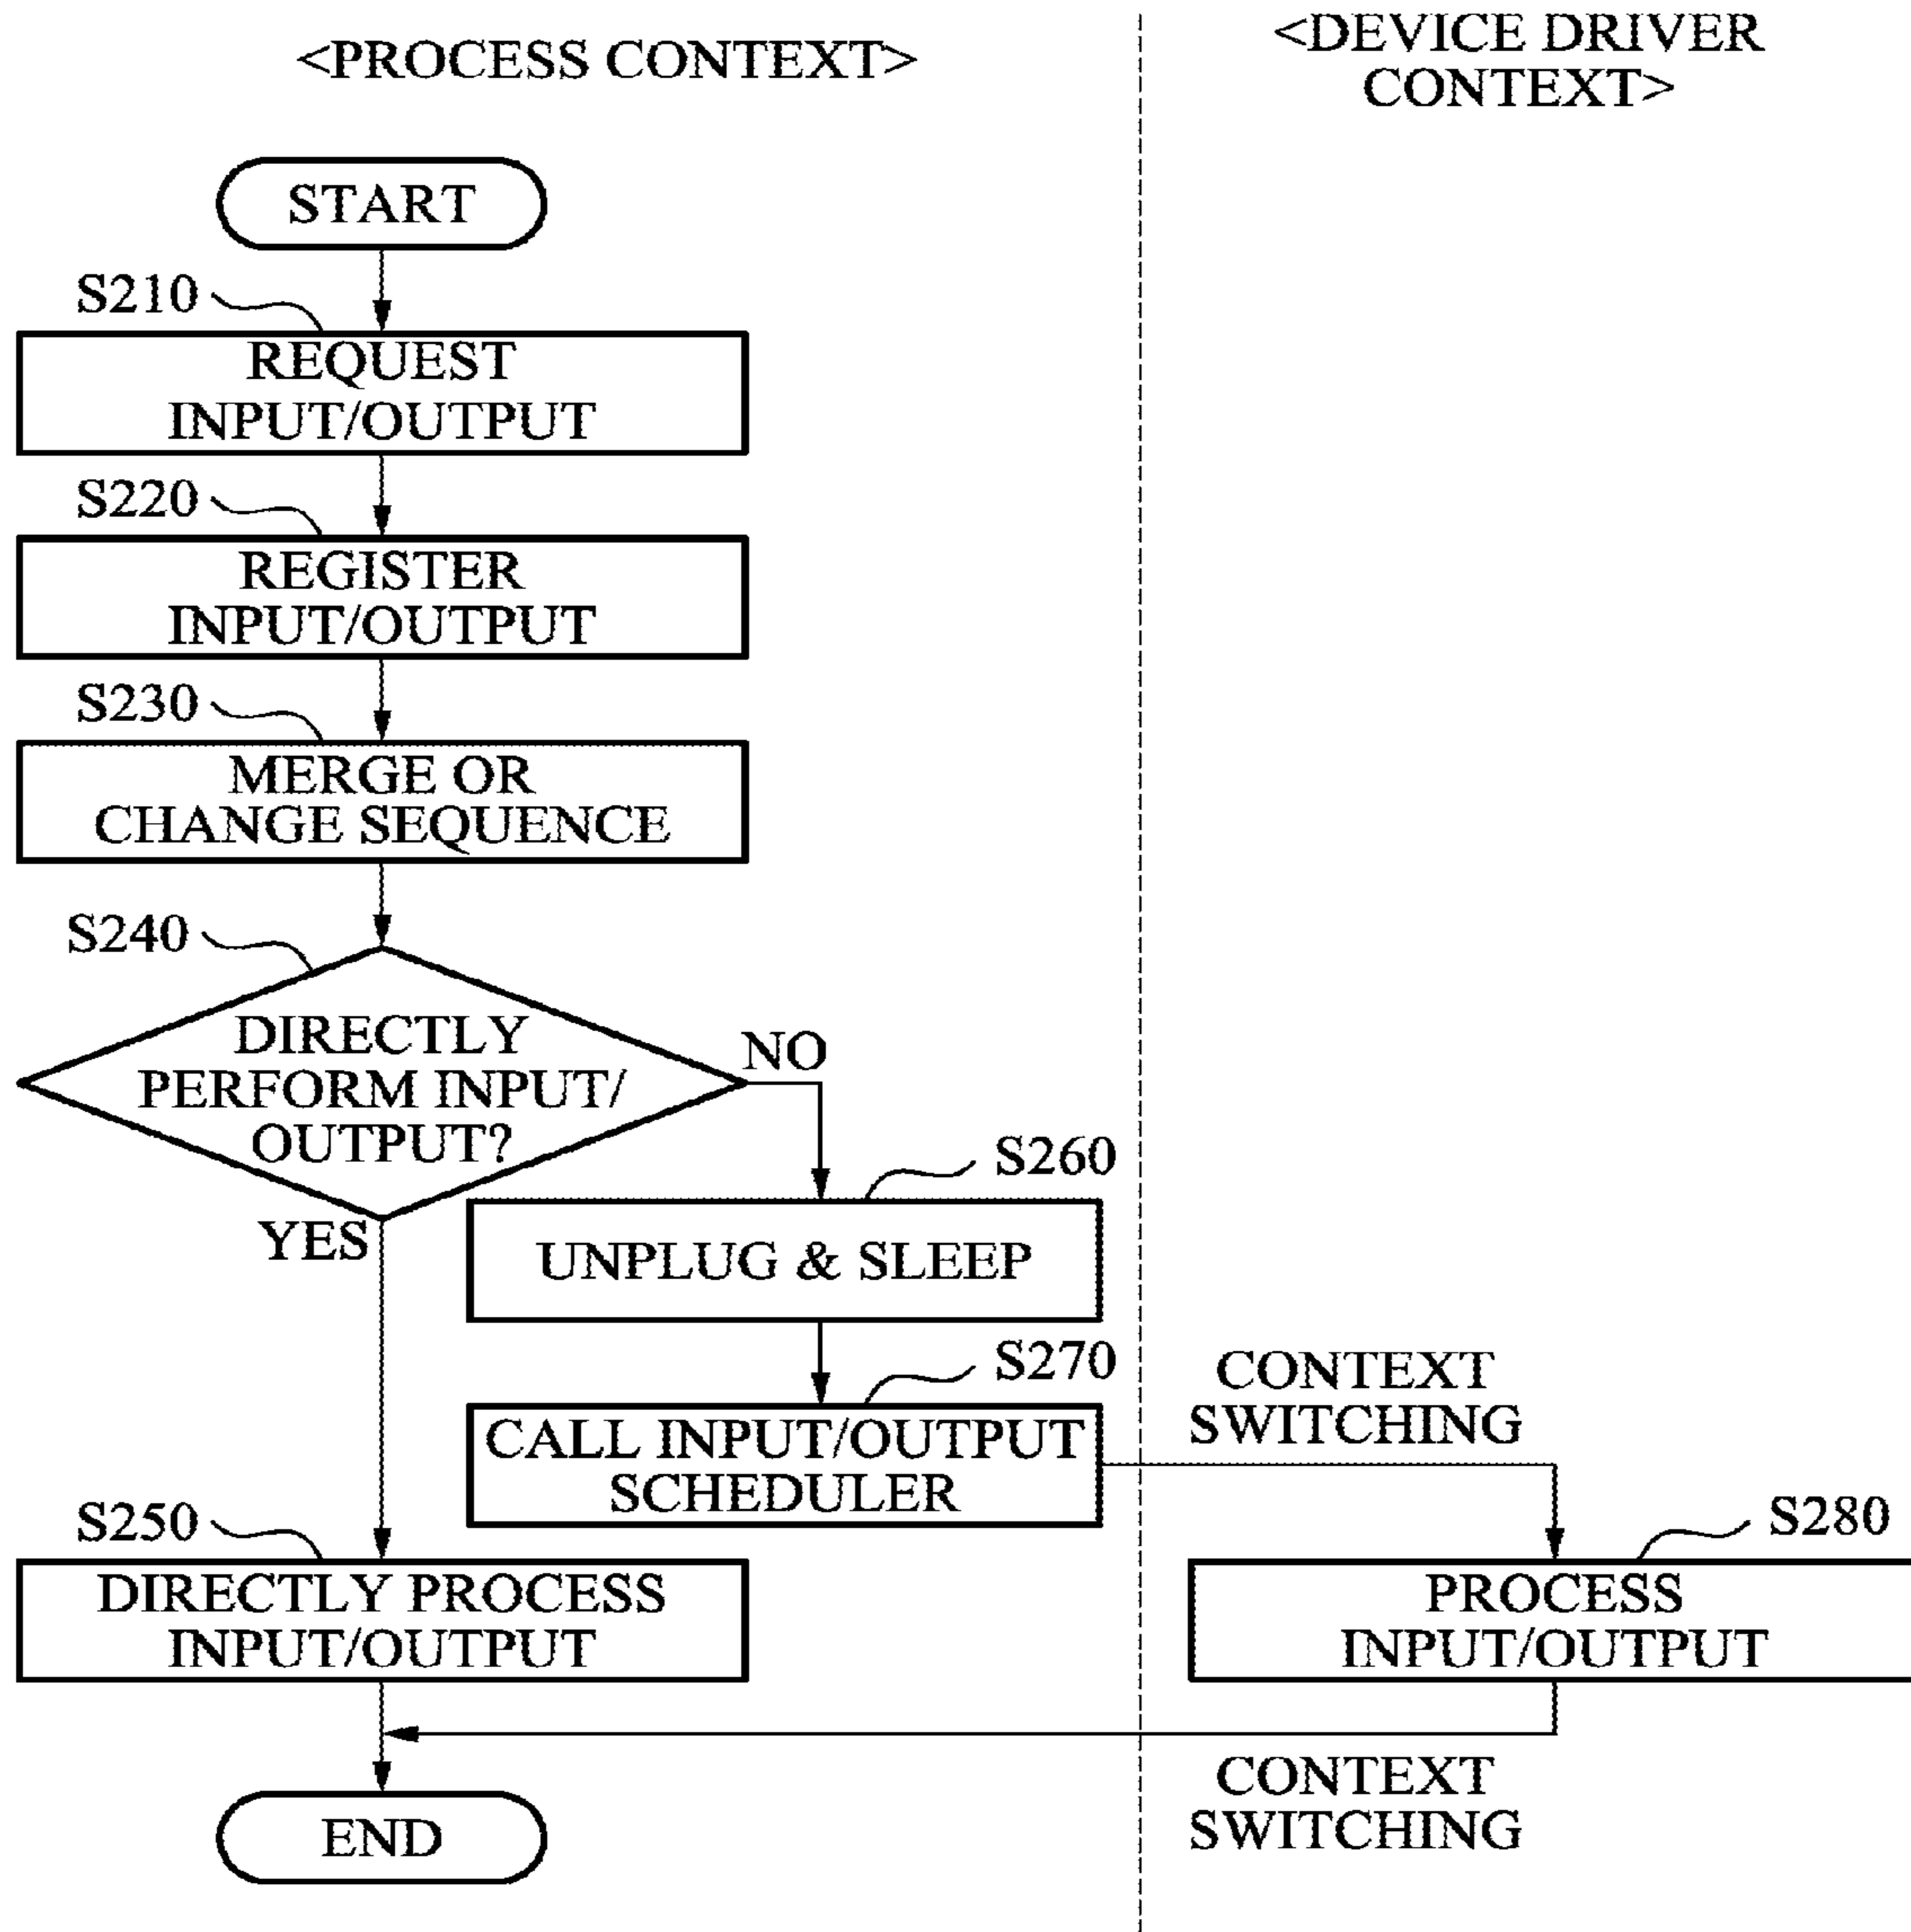 <PROCESS CONTEXT>
<DEVICE DRIVER
CONTEXT>
START
S210
REQUEST
INPUT/OUTPUT
S220
REGISTER
INPUT/OUTPUT
S230
MERGE OR
CHANGE SEQUENCE
S240
DIRECTLY
PERFORM INPUT/
OUTPUT?
NO
YES
S260
UNPLUG & SLEEP
S270
CALL INPUT/OUTPUT
SCHEDULER
CONTEXT
SWITCHING
S250
DIRECTLY PROCESS
INPUT/OUTPUT
S280
PROCESS
INPUT/OUTPUT
CONTEXT
SWITCHING
END